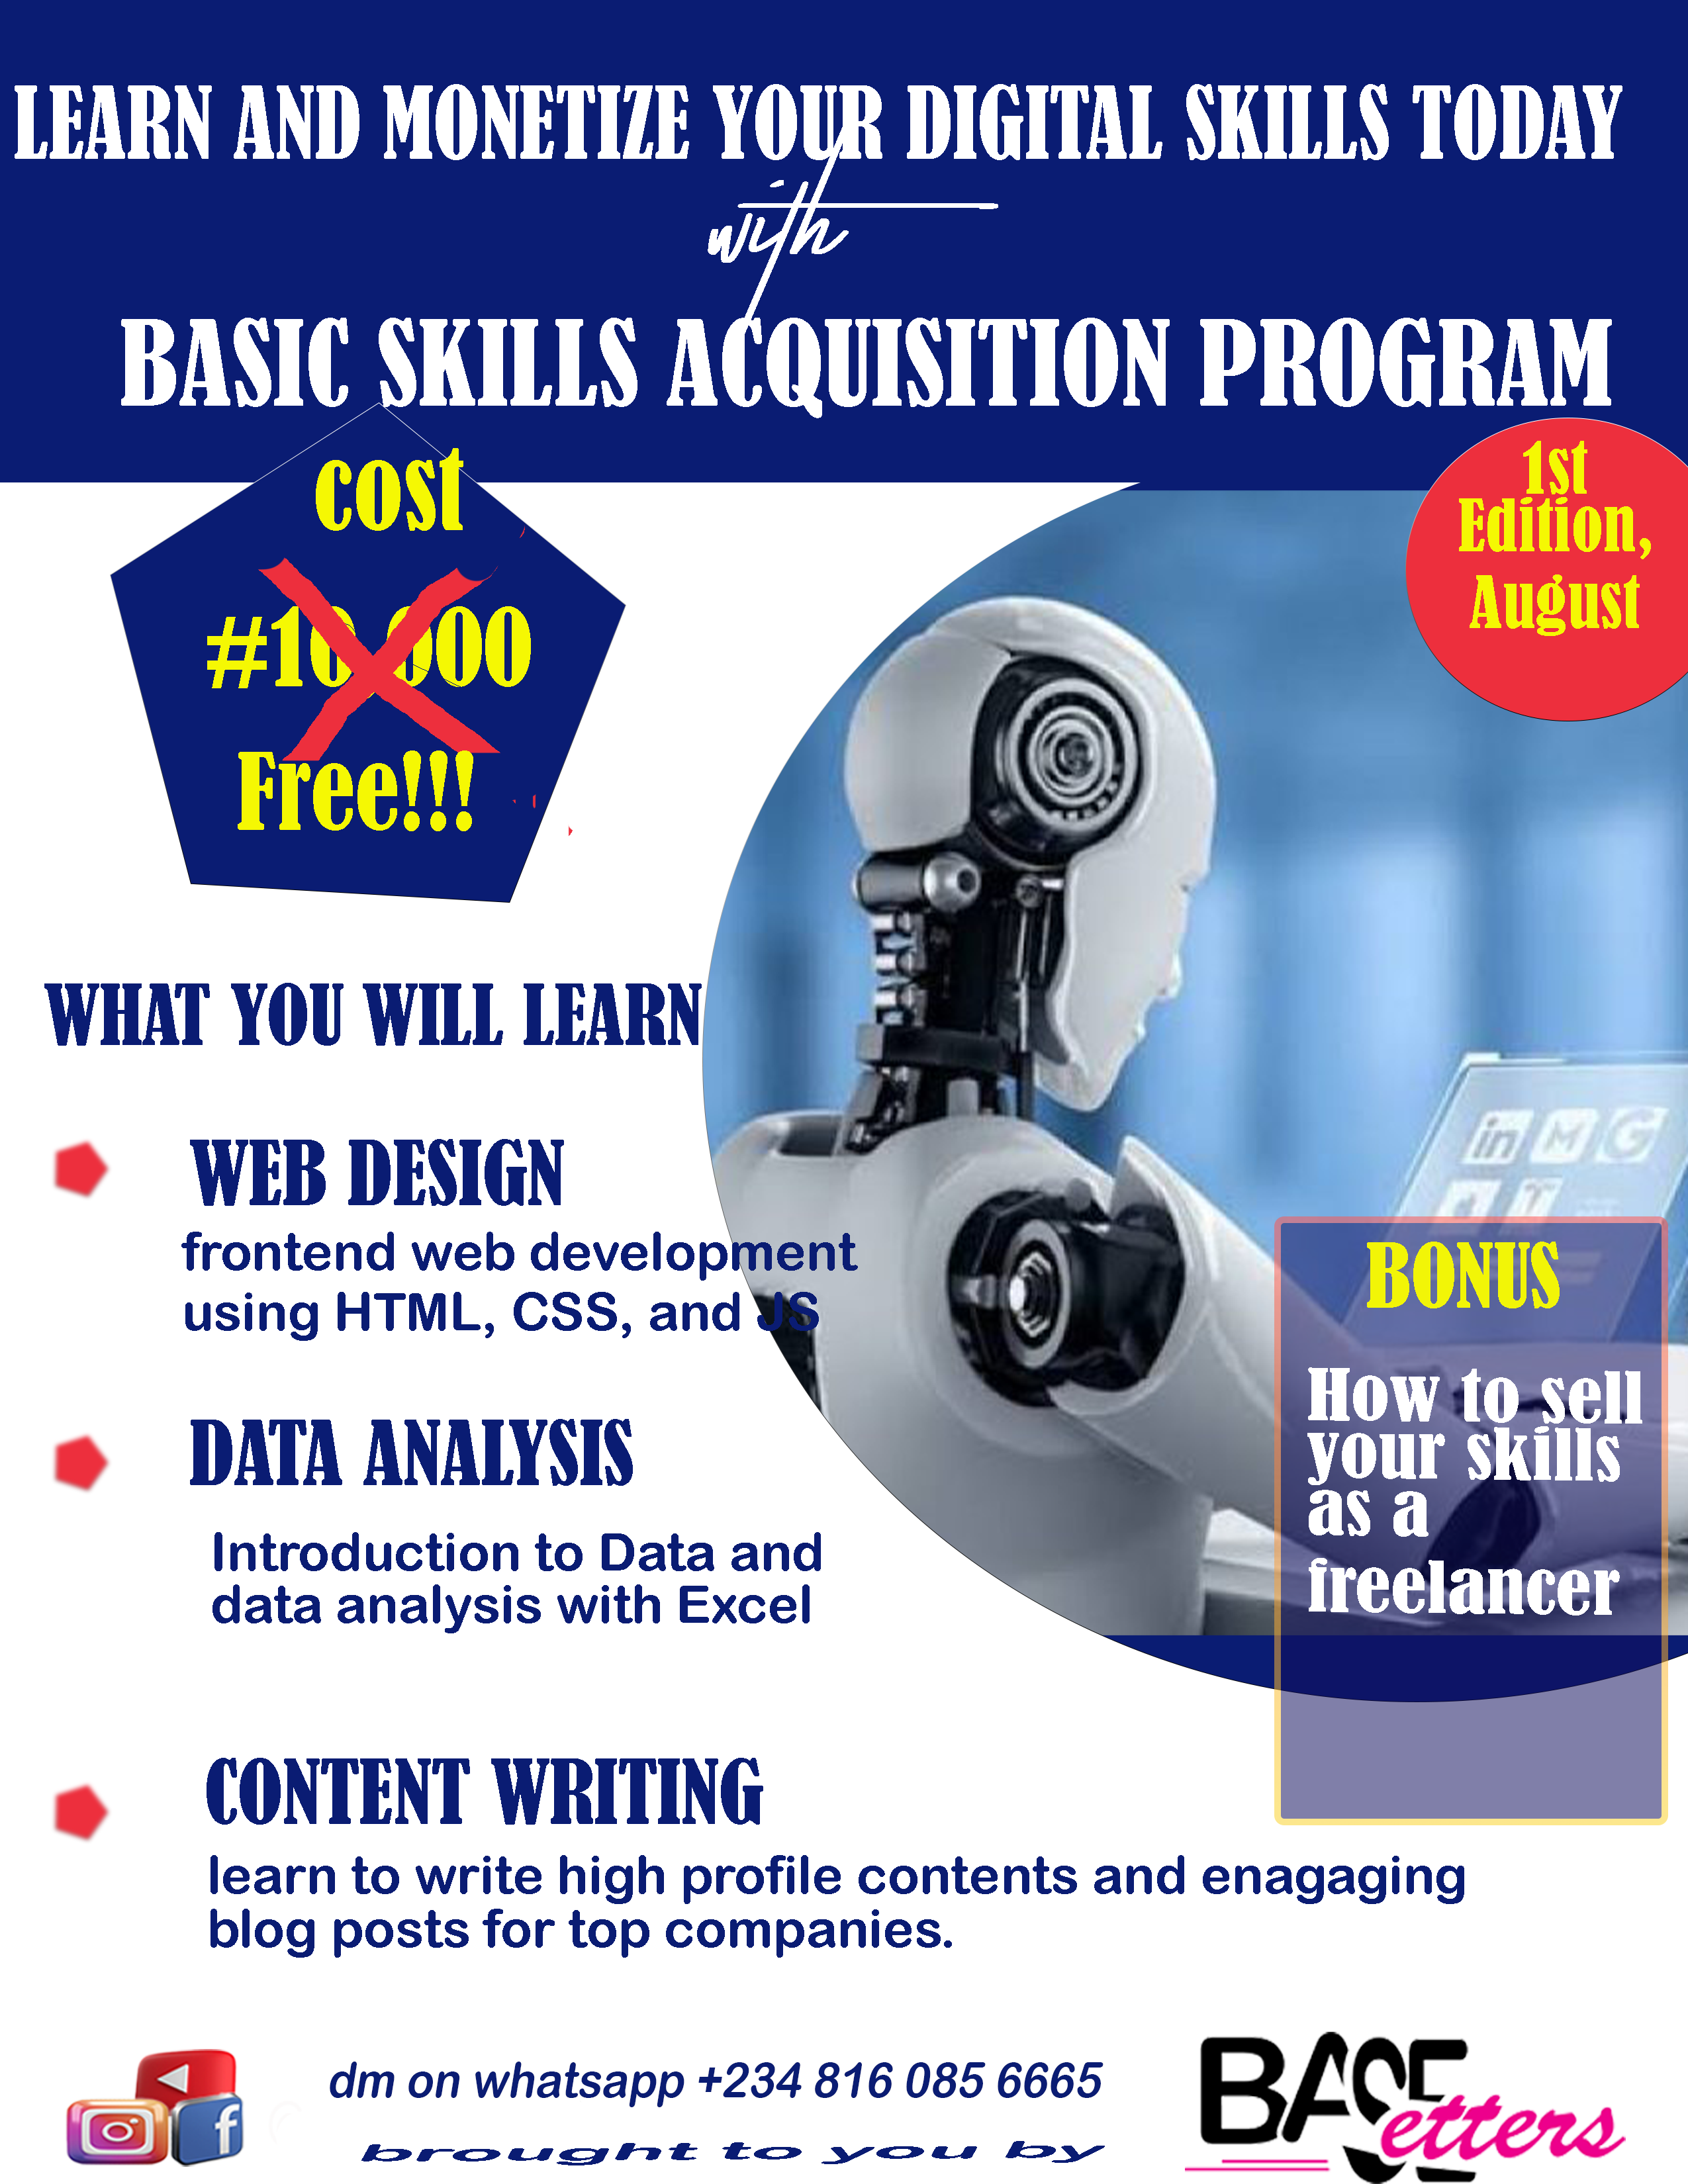 LEARN AND MONETIZE YOUR DIGITAL SKILLS TODAY
with
BASIC SKILLS ACQUISITION PROGRAM
cost
#10,000
Free!!!
1st
Edition,
August
WHAT YOU WILL LEARN
WEB DESIGN
frontend web development
using HTML, CSS, and JS
DATA ANALYSIS
Introduction to Data and
data analysis with Excel
in M G
BONUS
How to sell
your skills
as a
freelancer
CONTENT WRITING
learn to write high profile contents and enagaging
blog posts for top companies.
dm on whatsapp +234 816 085 6665
brought to you by
BASEetters